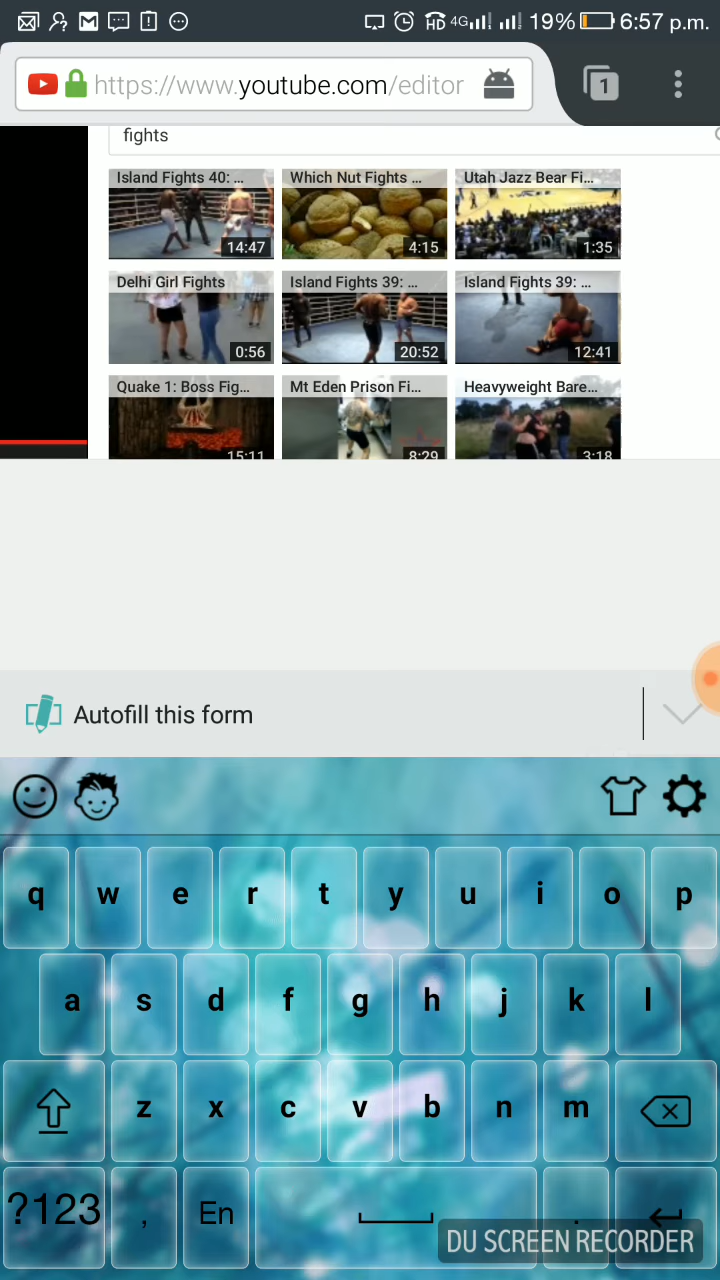 4G 19% 6:57 p.m.
https://www.youtube.com/editor 1
fights
Island Fights 40: ... Which Nut Fights ... Utah Jazz Bear Fi...
14:47 4:15 1:35
Delhi Girl Fights Island Fights 39: ... Island Fights 39: ...
0:56 20:52 12:41
Quake 1: Boss Fig... Mt Eden Prison Fi... Heavyweight Bare...
15:11 8:29 3:18
Autofill this form
q w e r t y u i o p
a s d f g h j k l
z x c v b n m
?123 , En .
DU SCREEN RECORDER